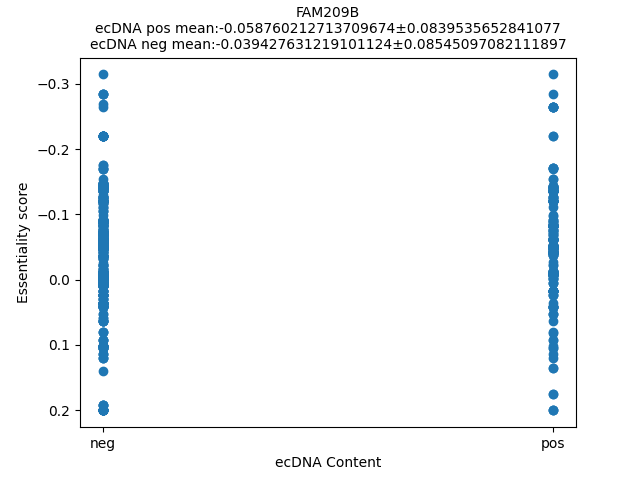 FAM209B
ecDNA pos mean:-0.058760212713709674±0.0839535652841077
ecDNA neg mean:-0.039427631219101124±0.08545097082111897
−0.3
−0.2
−0.1
0.0
0.1
0.2
Essentiality score
neg
pos
ecDNA Content